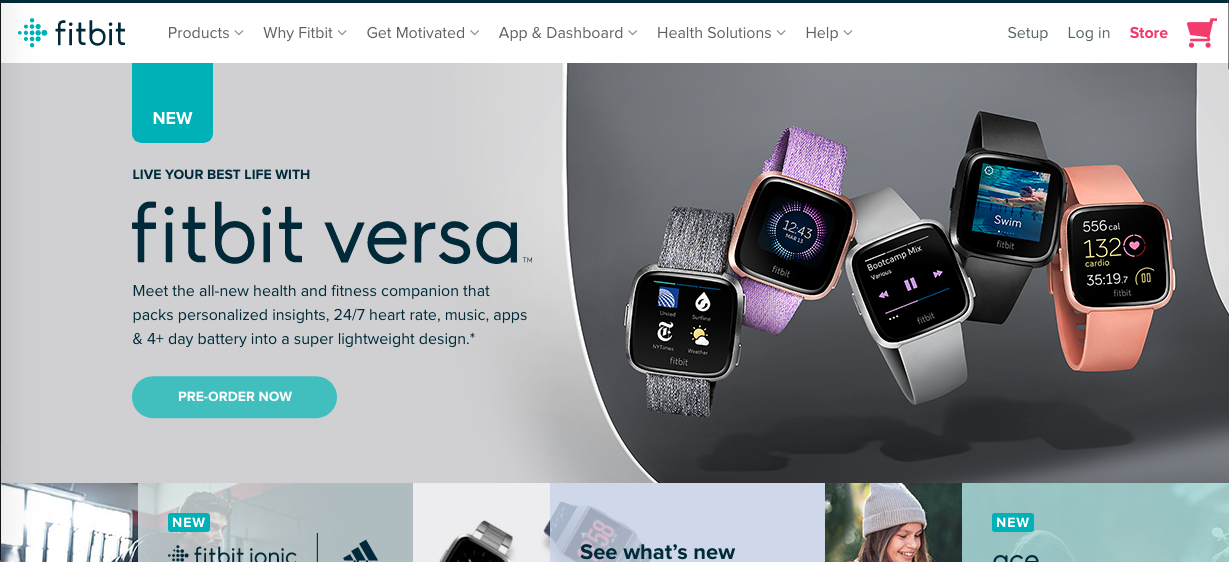 fitbit
Products
Why Fitbit
Get Motivated
App & Dashboard
Health Solutions
Help
Setup
Log in
Store
NEW
LIVE YOUR BEST LIFE WITH
fitbit versa™
Meet the all-new health and fitness companion that
packs personalized insights, 24/7 heart rate, music, apps
& 4+ day battery into a super lightweight design.*
PRE-ORDER NOW
United
Surfline
NYTimes
Weather
fitbit
12:43
MAR 13
fitbit
Bootcamp Mix
Various
fitbit
Swim
fitbit
556 cal
132
cardio
35:19.7
fitbit
NEW
fitbit ionic
See what's new
NEW
ace